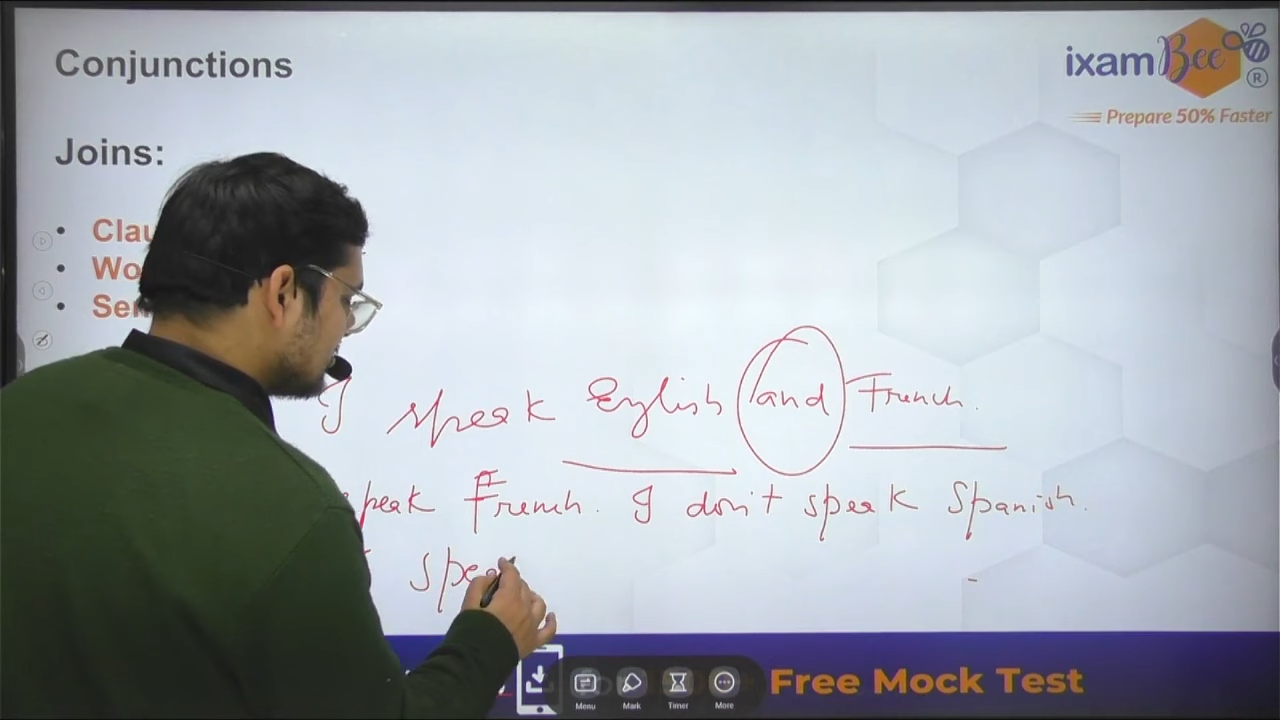 Conjunctions
ixamBee
®
Prepare 50% Faster
Joins:
• Clau
• Wo
• Sen
I speak English and French.
speak French. I don't speak Spanish.
spea
Menu
Mark
Timer
More
Free Mock Test